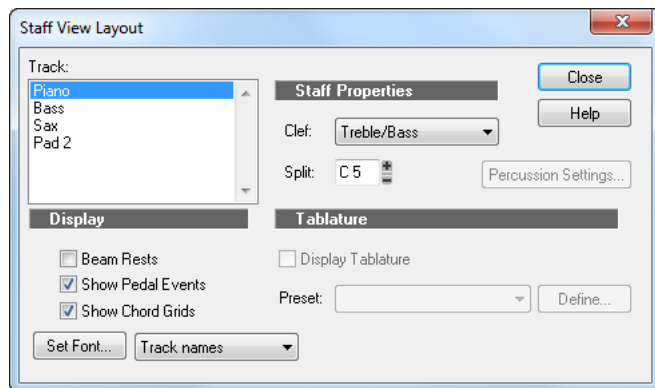 Staff View Layout
Track:
Piano
Bass
Sax
Pad 2
Staff Properties
Clef: Treble/Bass
Split: C 5
Close
Help
Percussion Settings...
Display
Beam Rests
Show Pedal Events
Show Chord Grids
Set Font... Track names
Tablature
Display Tablature
Preset: Define...